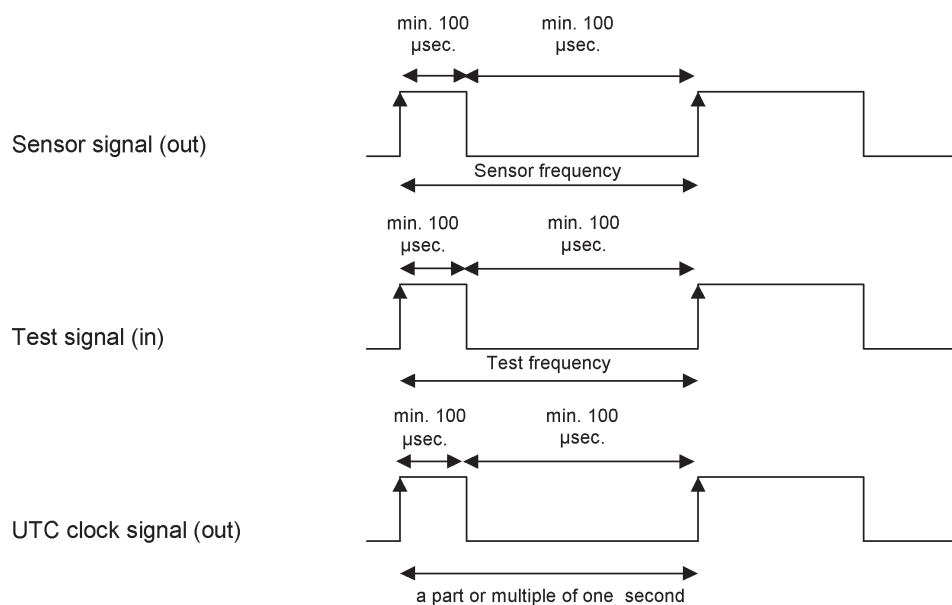 min. 100
µsec.
min. 100
µsec.
Sensor signal (out)
Sensor frequency
min. 100
µsec.
min. 100
µsec.
Test signal (in)
Test frequency
min. 100
µsec.
min. 100
µsec.
UTC clock signal (out)
a part or multiple of one second